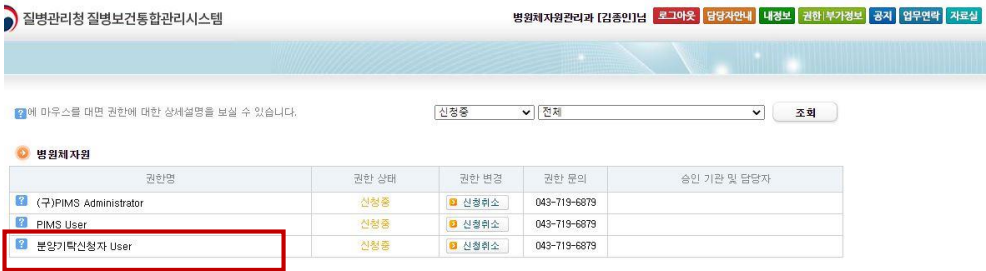 질병관리청 질병보건통합관리시스템
병원체자원관리과 [김종인]님 로그아웃 담당자안내 내정보 권한|부가정보 공지 업무연락 자료실
?에 마우스를 대면 권한에 대한 상세설명을 보실 수 있습니다. 신청중 전체 조회
병원체자원
권한명 권한 상태 권한 변경 권한 문의 승인 기관 및 담당자
? (구)PIMS Administrator 신청중 신청취소 043-719-6879
? PIMS User 신청중 신청취소 043-719-6879
? 분양기탁신청자 User 신청중 신청취소 043-719-6879